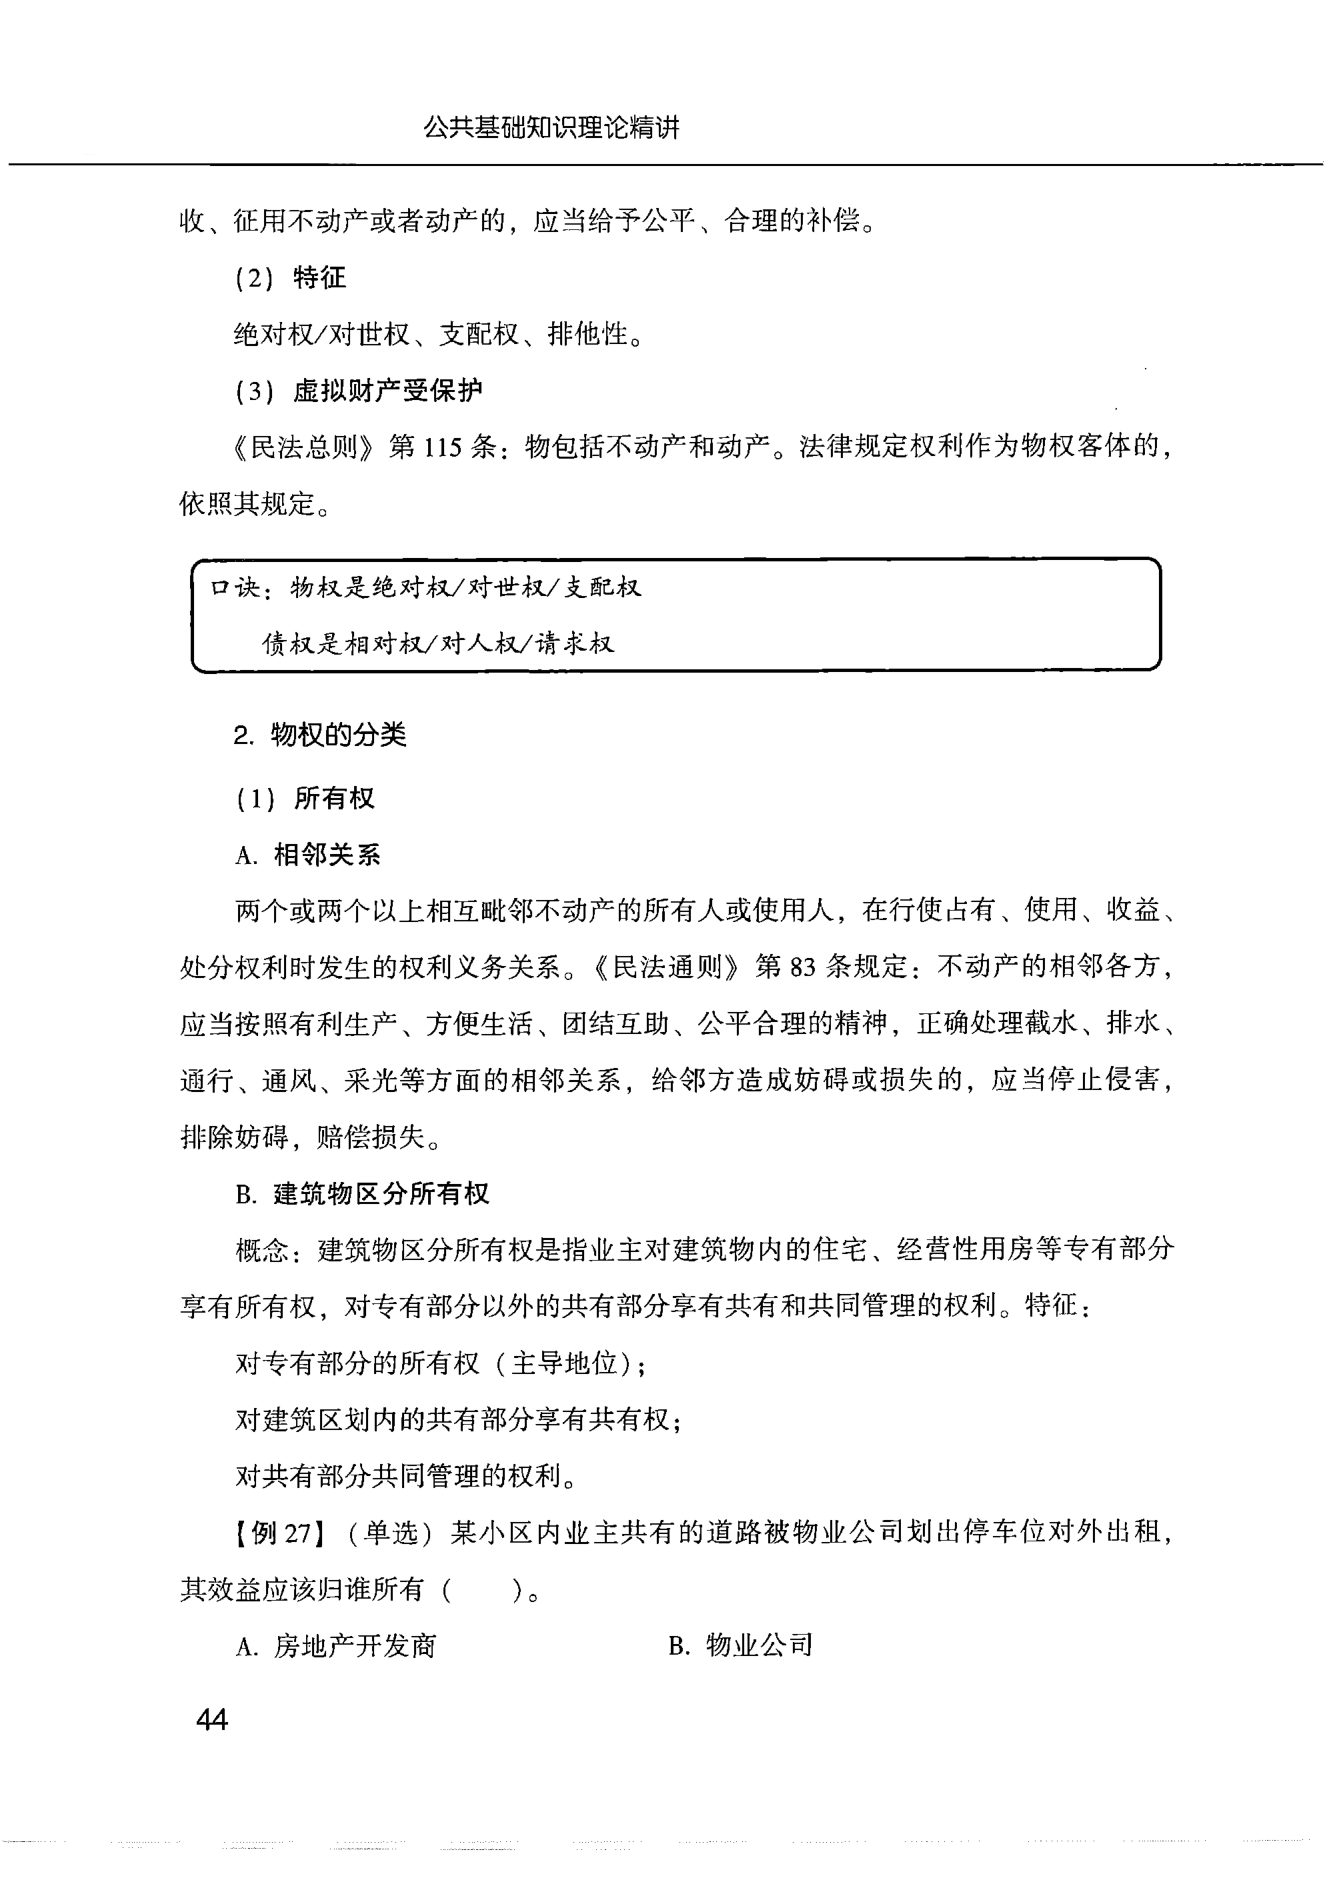 公共基础知识理论精讲
收、征用不动产或者动产的，应当给予公平、合理的补偿。
(2) 特征
绝对权/对世权、支配权、排他性。
(3) 虚拟财产受保护
《民法总则》第 115 条：物包括不动产和动产。法律规定权利作为物权客体的，
依照其规定。
口诀：物权是绝对权/对世权/支配权
债权是相对权/对人权/请求权
2. 物权的分类
(1) 所有权
A. 相邻关系
两个或两个以上相互毗邻不动产的所有人或使用人，在行使占有、使用、收益、
处分权利时发生的权利义务关系。《民法通则》第 83 条规定：不动产的相邻各方，
应当按照有利生产、方便生活、团结互助、公平合理的精神，正确处理截水、排水、
通行、通风、采光等方面的相邻关系，给邻方造成妨碍或损失的，应当停止侵害，
排除妨碍，赔偿损失。
B. 建筑物区分所有权
概念：建筑物区分所有权是指业主对建筑物内的住宅、经营性用房等专有部分
享有所有权，对专有部分以外的共有部分享有共有和共同管理的权利。特征：
对专有部分的所有权（主导地位）；
对建筑区划内的共有部分享有共有权；
对共有部分共同管理的权利。
【例 27】（单选）某小区内业主共有的道路被物业公司划出停车位对外出租，
其效益应该归谁所有（　　）。
A. 房地产开发商　　B. 物业公司
44